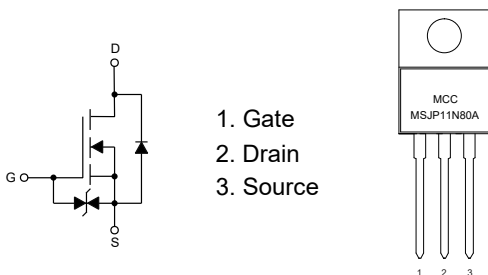 D
G
S
1. Gate
2. Drain
3. Source
MCC
MSJP11N80A
1 2 3